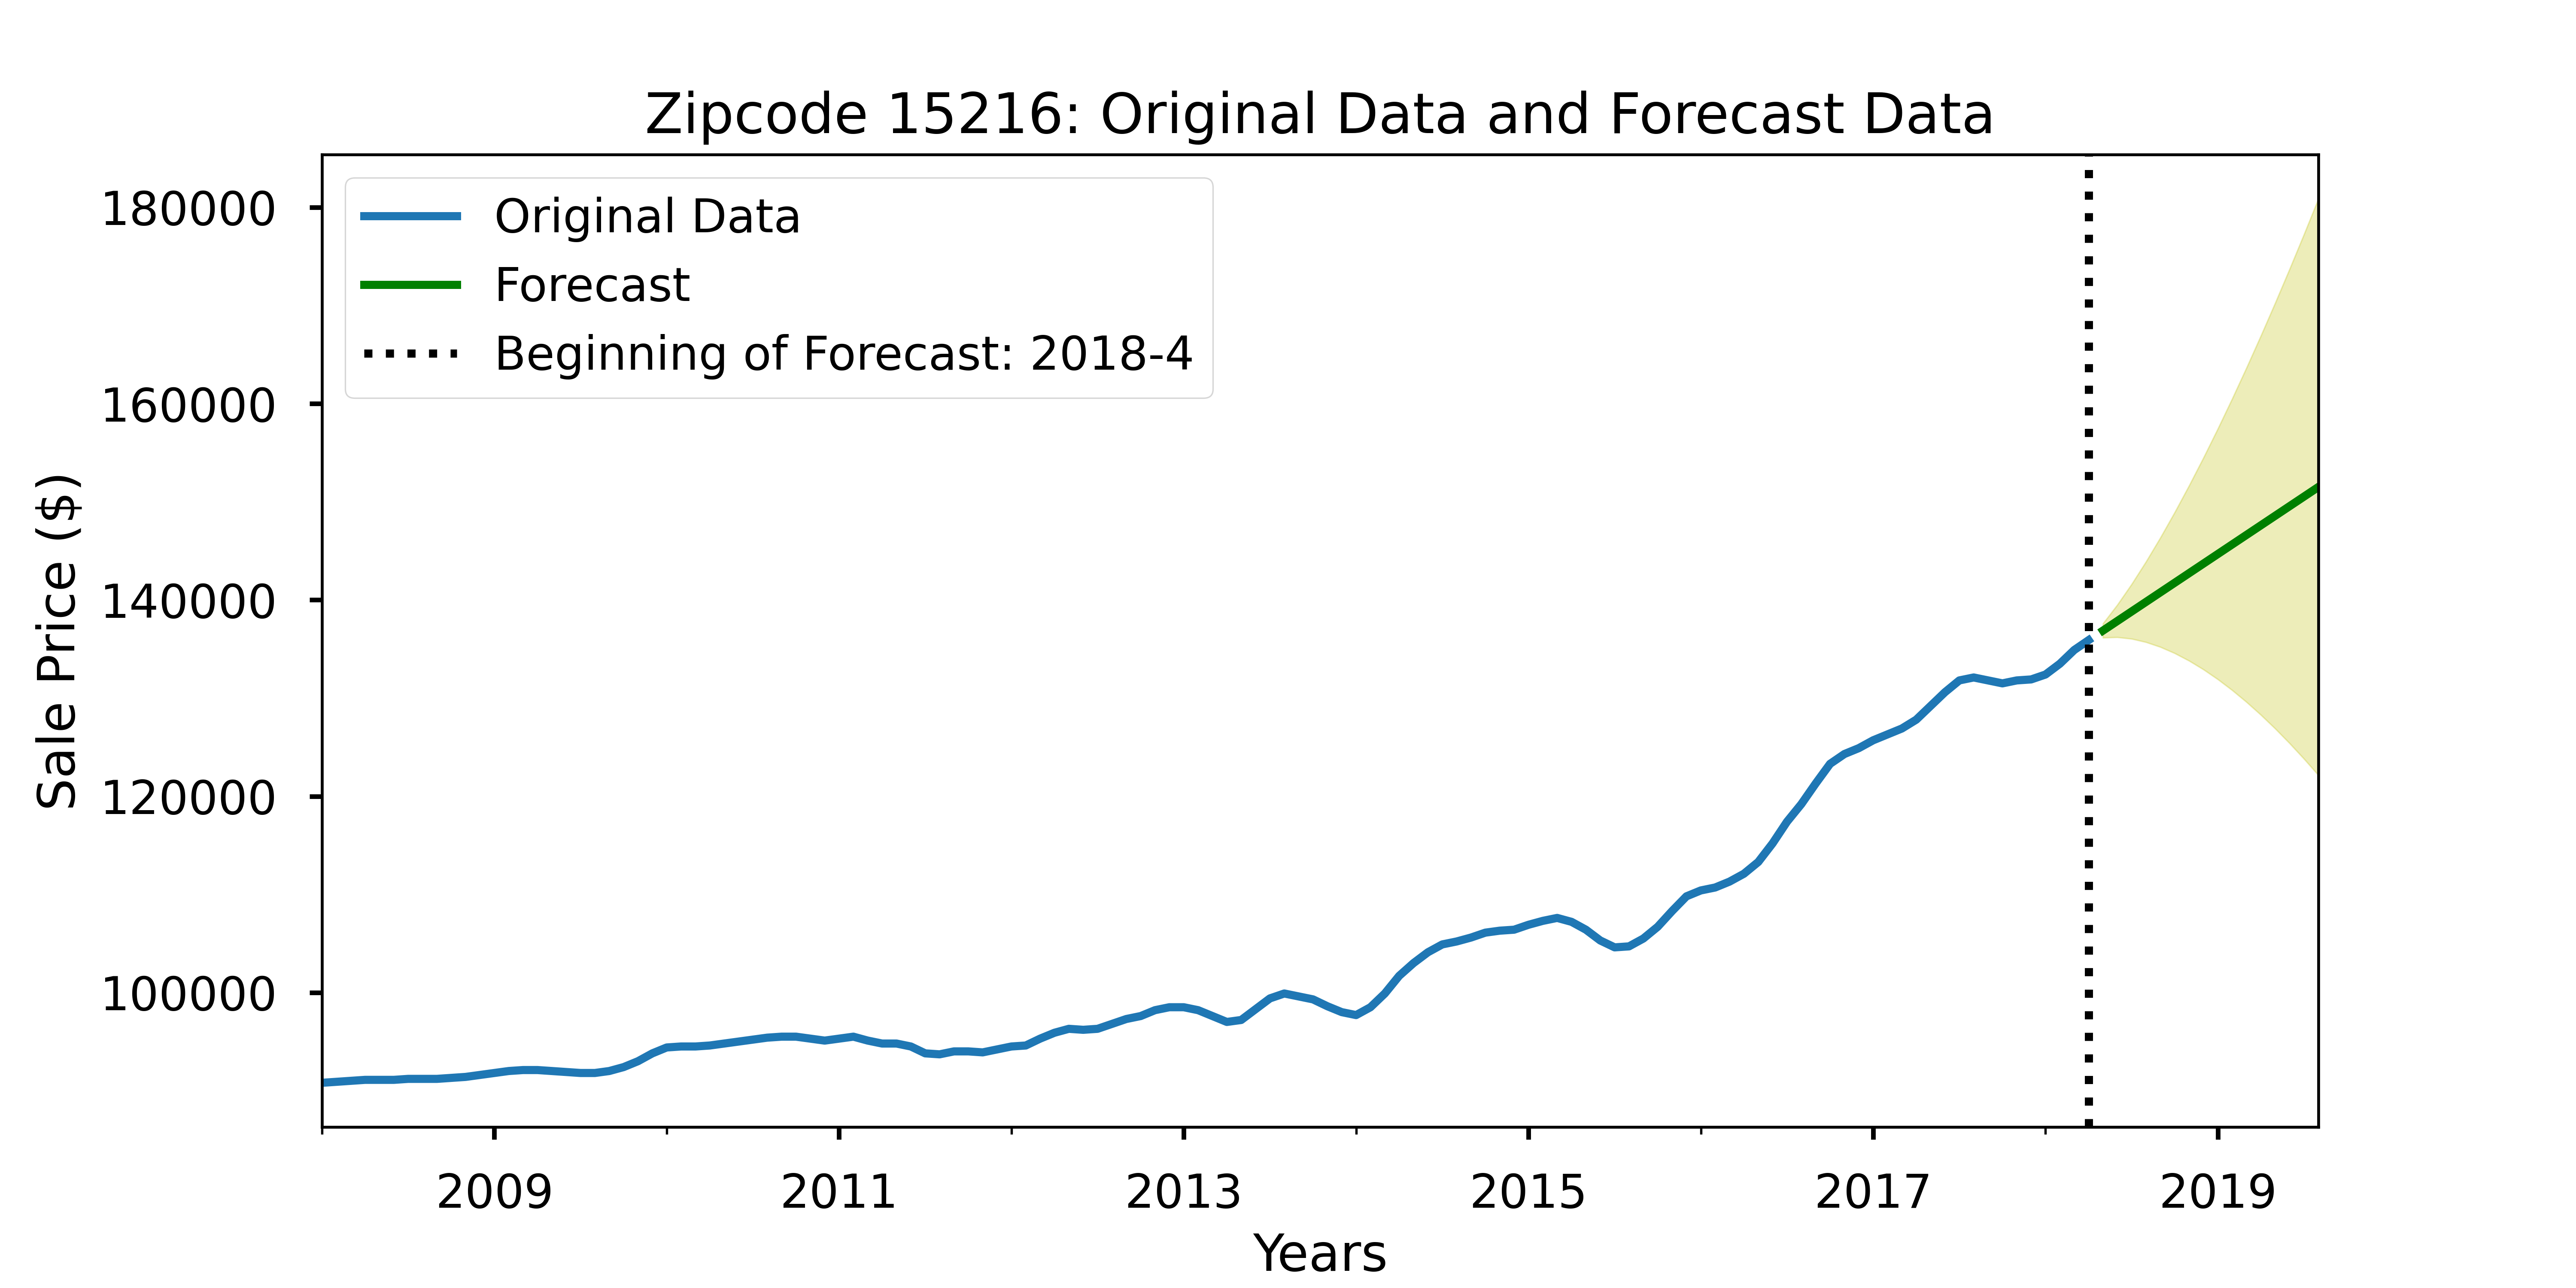 Zipcode 15216: Original Data and Forecast Data
Original Data
Forecast
Beginning of Forecast: 2018-4
180000
160000
140000
120000
100000
Sale Price ($)
2009 2011 2013 2015 2017 2019
Years